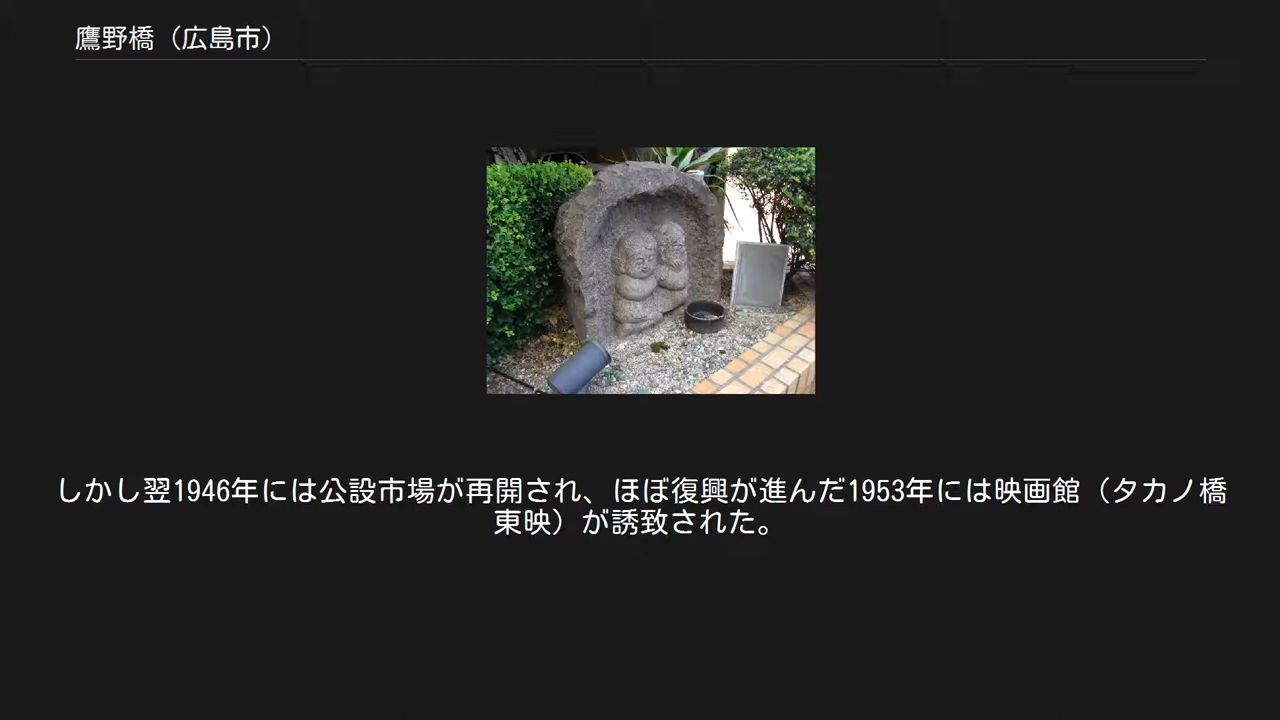 鷹野橋（広島市）
しかし翌1946年には公設市場が再開され、ほぼ復興が進んだ1953年には映画館（タカノ橋
東映）が誘致された。